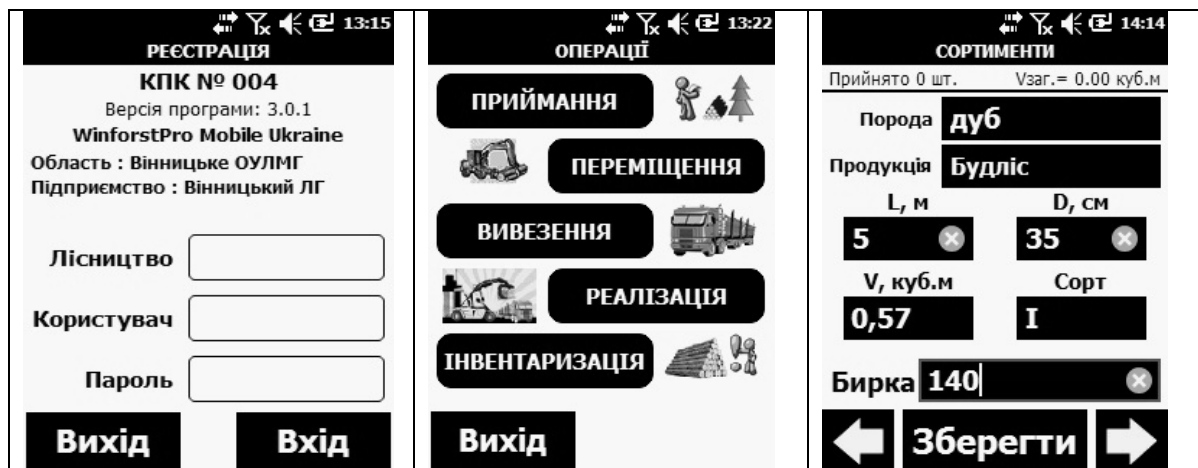 13:15
РЕЄСТРАЦІЯ
КПК № 004
Версія програми: 3.0.1
WinforstPro Mobile Ukraine
Область : Вінницьке ОУЛМГ
Підприємство : Вінницький ЛГ
Лісництво
Користувач
Пароль
Вихід Вхід
13:22
ОПЕРАЦІЇ
ПРИЙМАННЯ
ПЕРЕМІЩЕННЯ
ВИВЕЗЕННЯ
РЕАЛІЗАЦІЯ
ІНВЕНТАРИЗАЦІЯ
Вихід
14:14
СОРТИМЕНТИ
Прийнято 0 шт. Vзаг.= 0.00 куб.м
Порода дуб
Продукція Будліс
L, м D, см
5 35
V, куб.м Сорт
0,57 I
Бирка 140
Зберегти